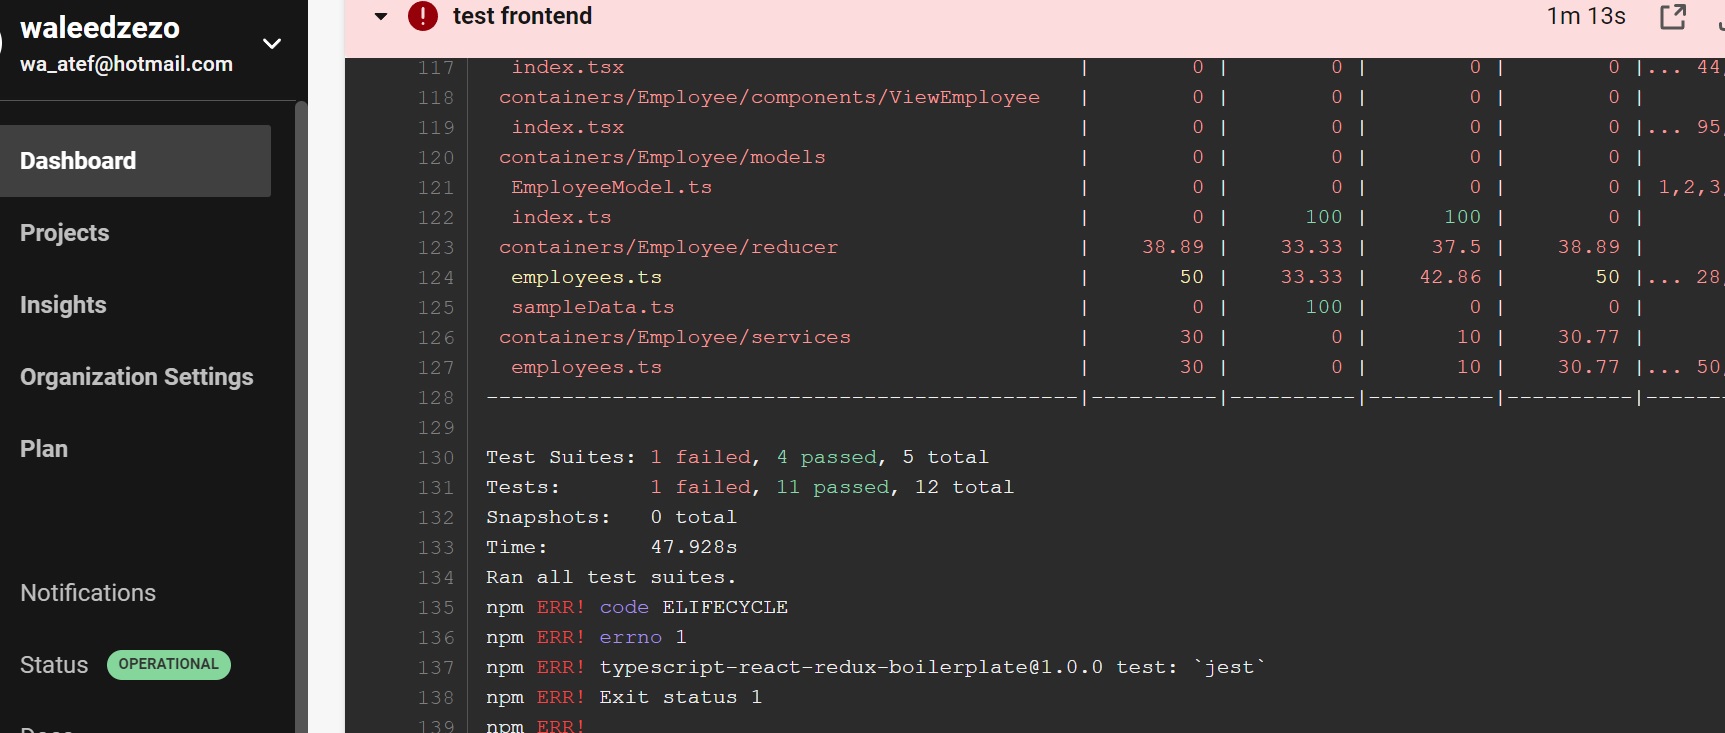 waleedzezo
wa_atef@hotmail.com
Dashboard
Projects
Insights
Organization Settings
Plan
Notifications
Status OPERATIONAL
test frontend 1m 13s
117 index.tsx | 0 | 0 | 0 | 0 |... 44,
118 containers/Employee/components/ViewEmployee | 0 | 0 | 0 | 0 |
119 index.tsx | 0 | 0 | 0 | 0 |... 95,
120 containers/Employee/models | 0 | 0 | 0 | 0 |
121 EmployeeModel.ts | 0 | 0 | 0 | 0 | 1,2,3,
122 index.ts | 0 | 100 | 100 | 0 |
123 containers/Employee/reducer | 38.89 | 33.33 | 37.5 | 38.89 |
124 employees.ts | 50 | 33.33 | 42.86 | 50 |... 28,
125 sampleData.ts | 0 | 100 | 0 | 0 |
126 containers/Employee/services | 30 | 0 | 10 | 30.77 |
127 employees.ts | 30 | 0 | 10 | 30.77 |... 50,
128 -----------------------------------------------|----------|----------|----------|----------|-------
129
130 Test Suites: 1 failed, 4 passed, 5 total
131 Tests: 1 failed, 11 passed, 12 total
132 Snapshots: 0 total
133 Time: 47.928s
134 Ran all test suites.
135 npm ERR! code ELIFECYCLE
136 npm ERR! errno 1
137 npm ERR! typescript-react-redux-boilerplate@1.0.0 test: `jest`
138 npm ERR! Exit status 1
139 npm ERR!